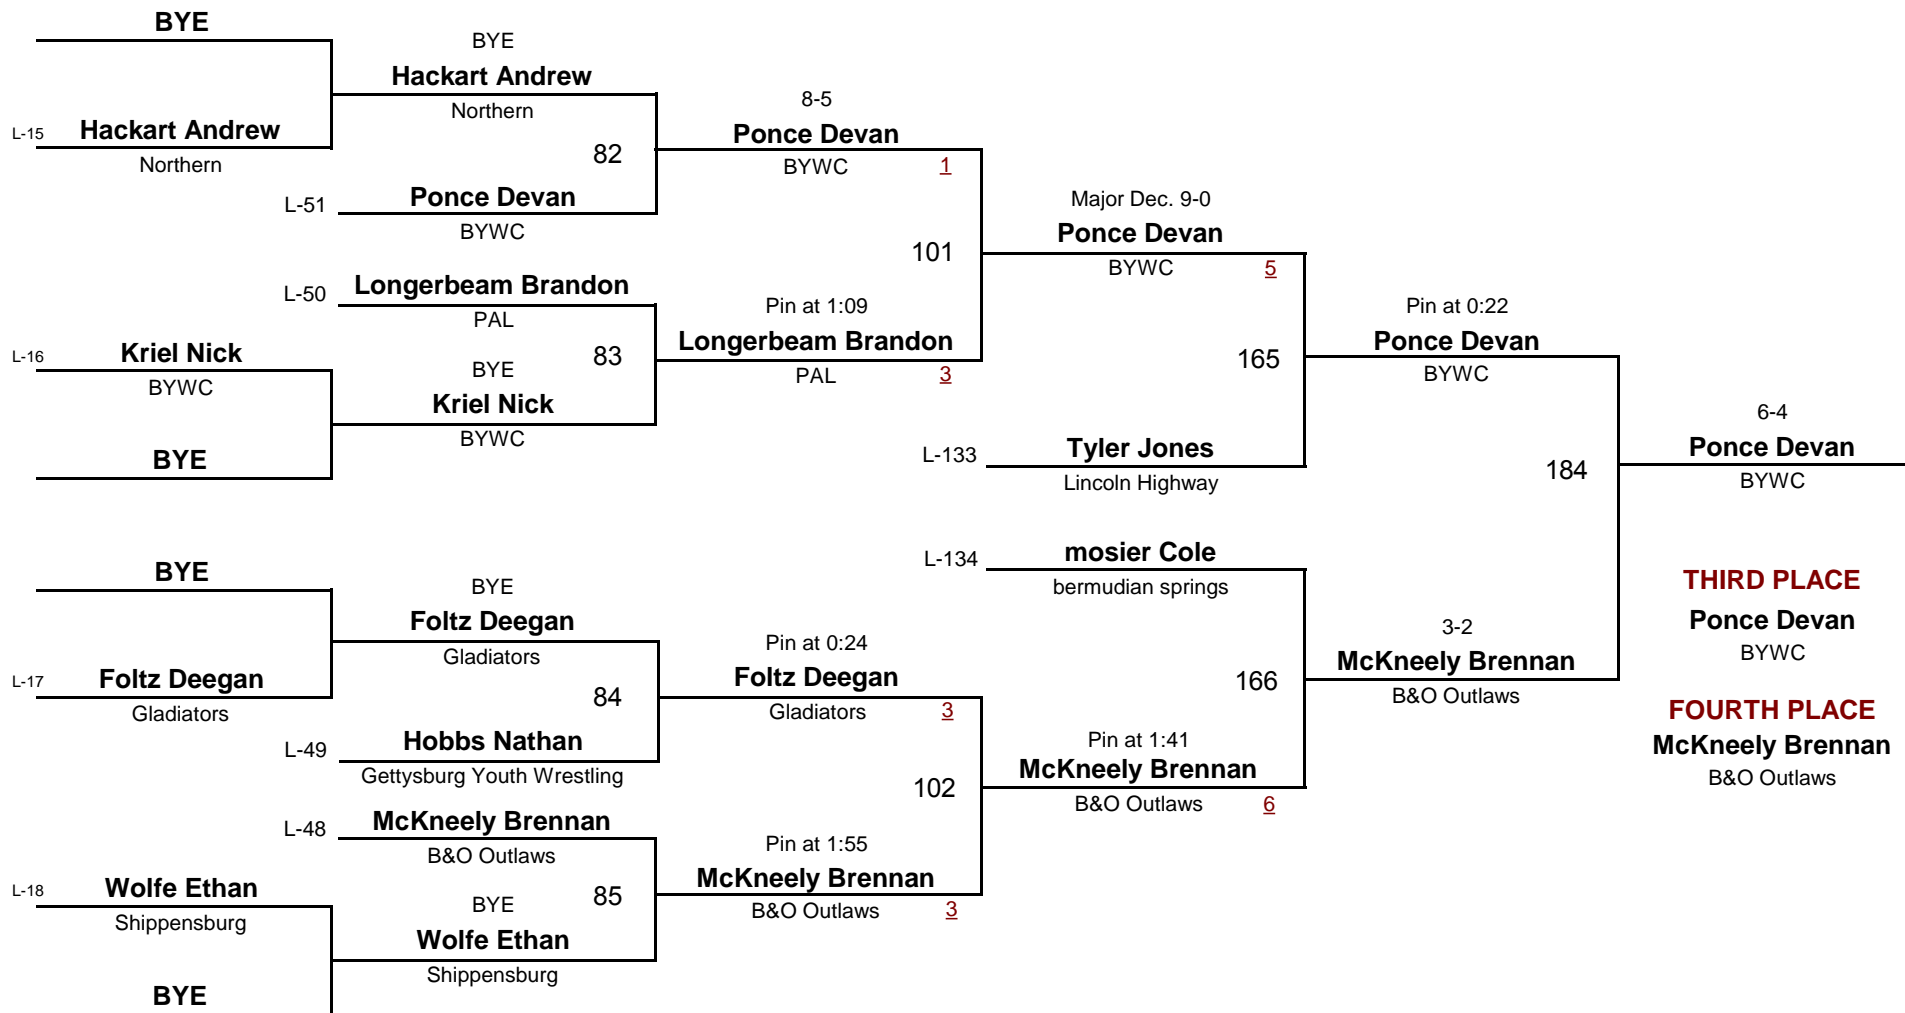 BYE
BYE
Hackart Andrew
Northern
L-15 Hackart Andrew
Northern
82
8-5
Ponce Devan
BYWC 1
L-51 Ponce Devan
BYWC
101
Major Dec. 9-0
Ponce Devan
BYWC 5
L-50 Longerbeam Brandon
PAL
83
Pin at 1:09
Longerbeam Brandon
PAL 3
L-16 Kriel Nick
BYWC
BYE
Kriel Nick
BYWC
BYE
165
Pin at 0:22
Ponce Devan
BYWC
L-133 Tyler Jones
Lincoln Highway
184
6-4
Ponce Devan
BYWC
L-134 mosier Cole
bermudian springs
BYE
BYE
Foltz Deegan
Gladiators
L-17 Foltz Deegan
Gladiators
84
Pin at 0:24
Foltz Deegan
Gladiators 3
L-49 Hobbs Nathan
Gettysburg Youth Wrestling
166
3-2
McKneely Brennan
B&O Outlaws
102
Pin at 1:41
McKneely Brennan
B&O Outlaws 6
L-48 McKneely Brennan
B&O Outlaws
85
Pin at 1:55
McKneely Brennan
B&O Outlaws 3
L-18 Wolfe Ethan
Shippensburg
BYE
Wolfe Ethan
Shippensburg
BYE
THIRD PLACE
Ponce Devan
BYWC
FOURTH PLACE
McKneely Brennan
B&O Outlaws